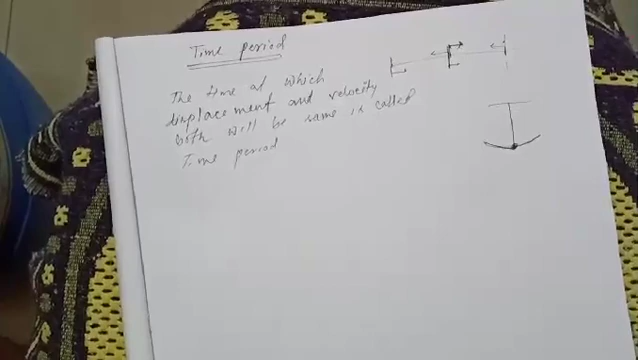 Time period
The time at which
displacement and velocity
both will be same is called
Time period